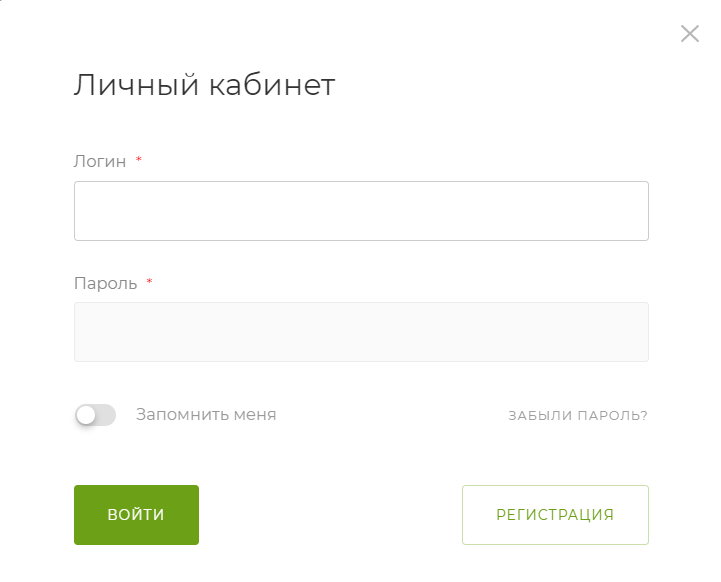 Личный кабинет
Логин *
Пароль *
Запомнить меня ЗАБЫЛИ ПАРОЛЬ?
ВОЙТИ РЕГИСТРАЦИЯ